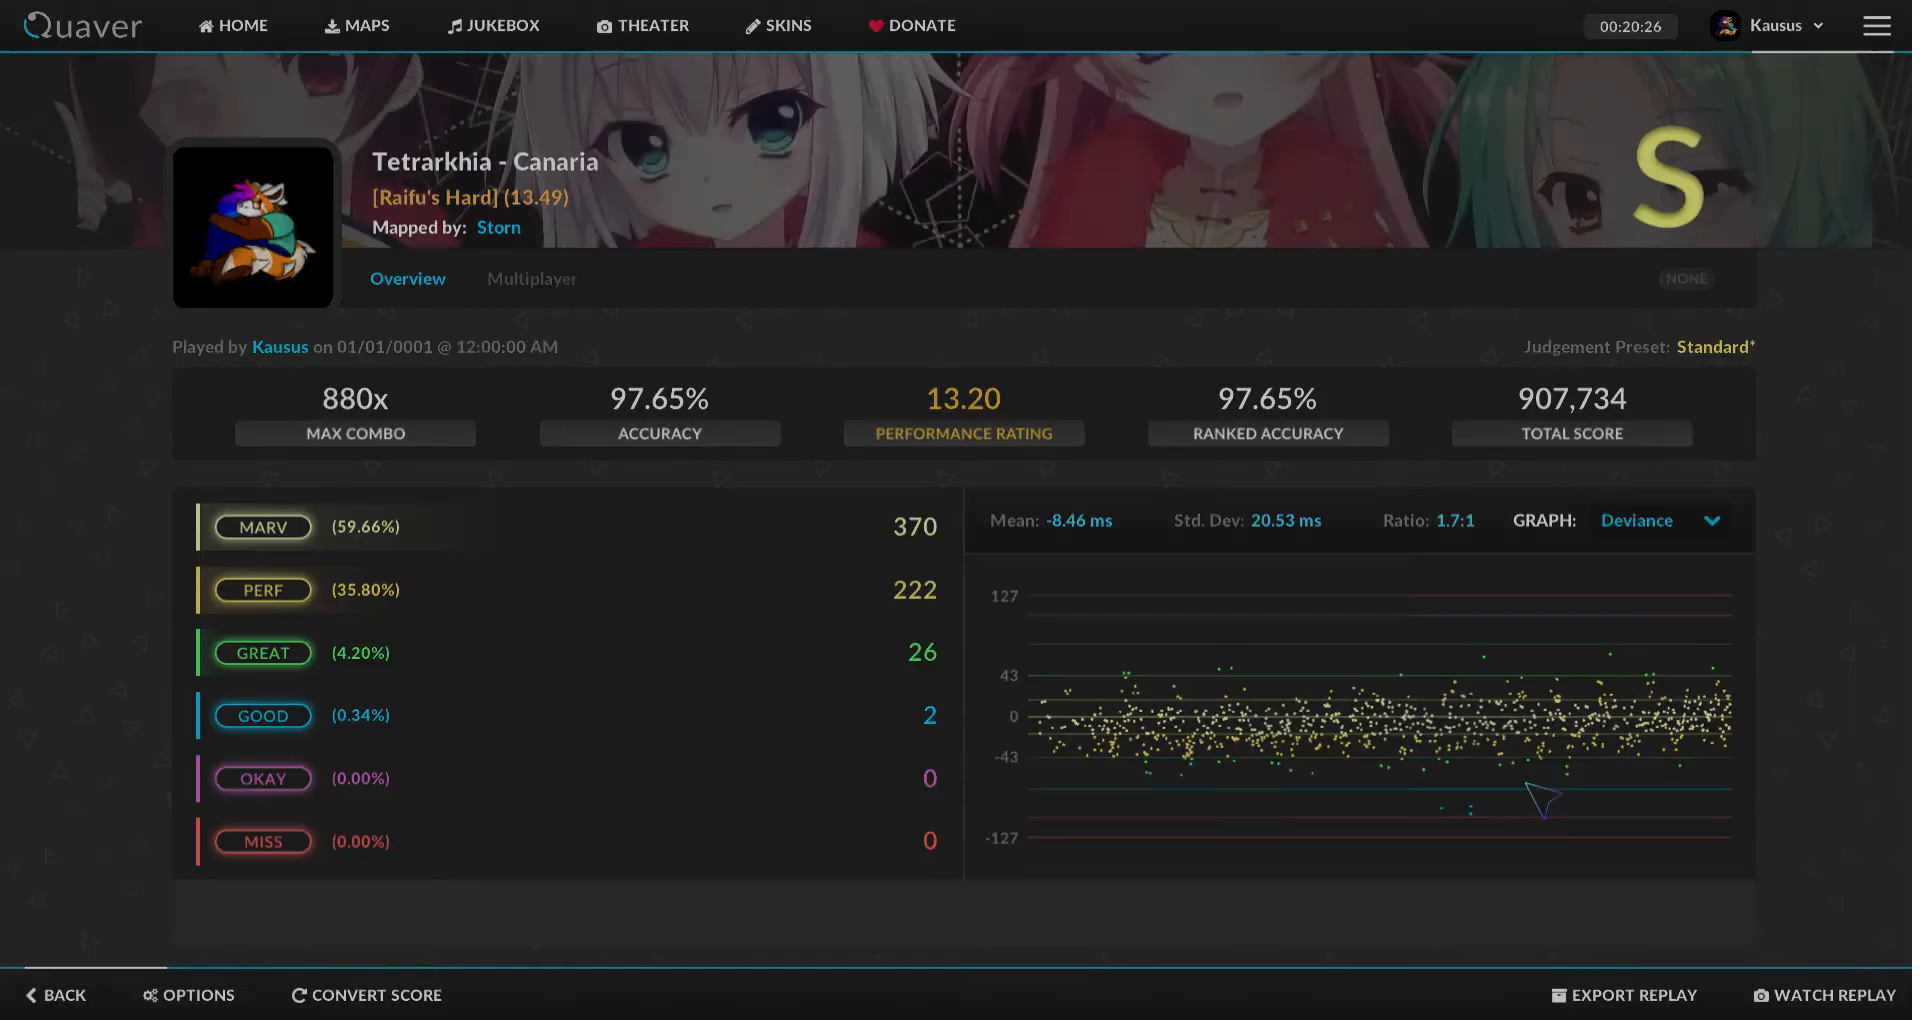 Quaver HOME MAPS JUKEBOX THEATER SKINS DONATE 00:20:26 Kausus
Tetrarkhia - Canaria
[Raifu's Hard] (13.49)
Mapped by: Storn
S
Overview Multiplayer NONE
Played by Kausus on 01/01/0001 @ 12:00:00 AM Judgement Preset: Standard*
880x 97.65% 13.20 97.65% 907,734
MAX COMBO ACCURACY PERFORMANCE RATING RANKED ACCURACY TOTAL SCORE
MARV (59.66%) 370
PERF (35.80%) 222
GREAT (4.20%) 26
GOOD (0.34%) 2
OKAY (0.00%) 0
MISS (0.00%) 0
Mean: -8.46 ms Std. Dev: 20.53 ms Ratio: 1.7:1 GRAPH: Deviance
127
43
0
-43
-127
BACK OPTIONS CONVERT SCORE EXPORT REPLAY WATCH REPLAY